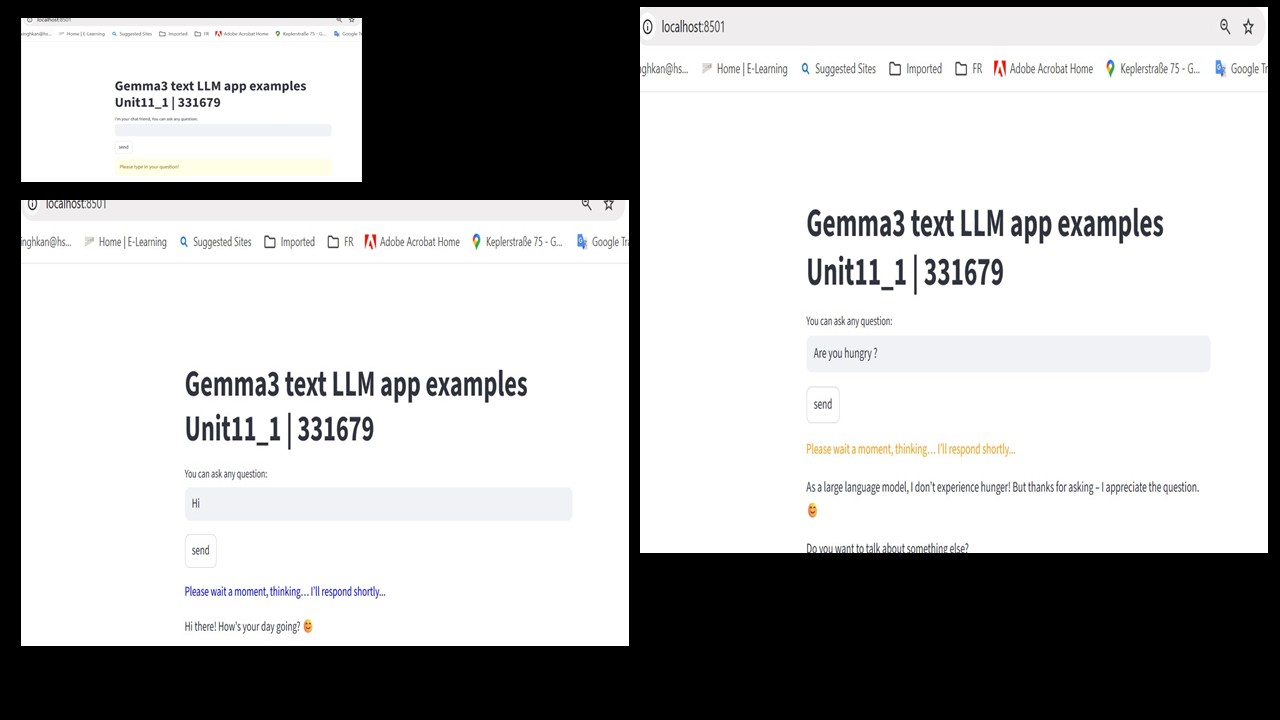 localhost:8501
inghkan@hs... Home | E-Learning Suggested Sites Imported FR Adobe Acrobat Home Keplerstraße 75 - G... Google Tr
Gemma3 text LLM app examples
Unit11_1 | 331679
I'm your chat friend, You can ask any question:
send
Please type in your question!
localhost:8501
nghkan@hs... Home | E-Learning Suggested Sites Imported FR Adobe Acrobat Home Keplerstraße 75 - G... Google Tra
Gemma3 text LLM app examples
Unit11_1 | 331679
You can ask any question:
Hi
send
Please wait a moment, thinking... I'll respond shortly...
Hi there! How's your day going? 😊
localhost:8501
ghkan@hs... Home | E-Learning Suggested Sites Imported FR Adobe Acrobat Home Keplerstraße 75 - G... Google Tr
Gemma3 text LLM app examples
Unit11_1 | 331679
You can ask any question:
Are you hungry ?
send
Please wait a moment, thinking... I'll respond shortly...
As a large language model, I don't experience hunger! But thanks for asking – I appreciate the question.
😊
Do you want to talk about something else?